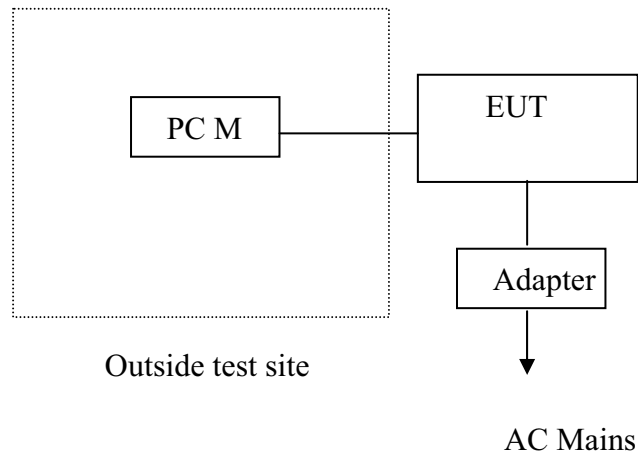 EUT
PC M
Adapter
Outside test site
AC Mains